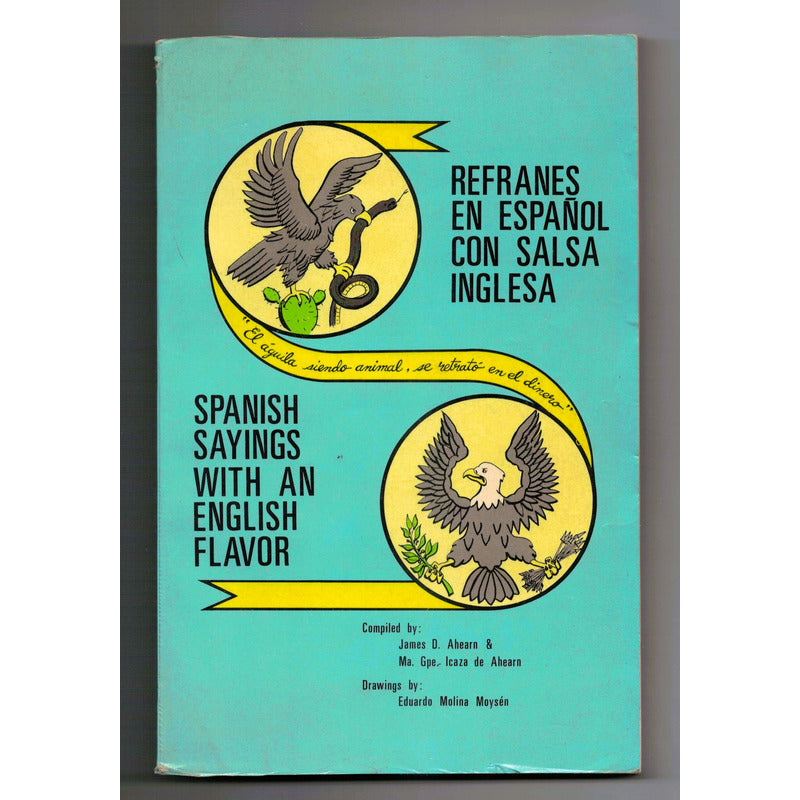 REFRANES
EN ESPAÑOL
CON SALSA
INGLESA
"El águila siendo animal, se retrató en el dinero"
SPANISH
SAYINGS
WITH AN
ENGLISH
FLAVOR
Compiled by:
James D. Ahearn &
Ma. Gpe. Icaza de Ahearn
Drawings by:
Eduardo Molina Moysén